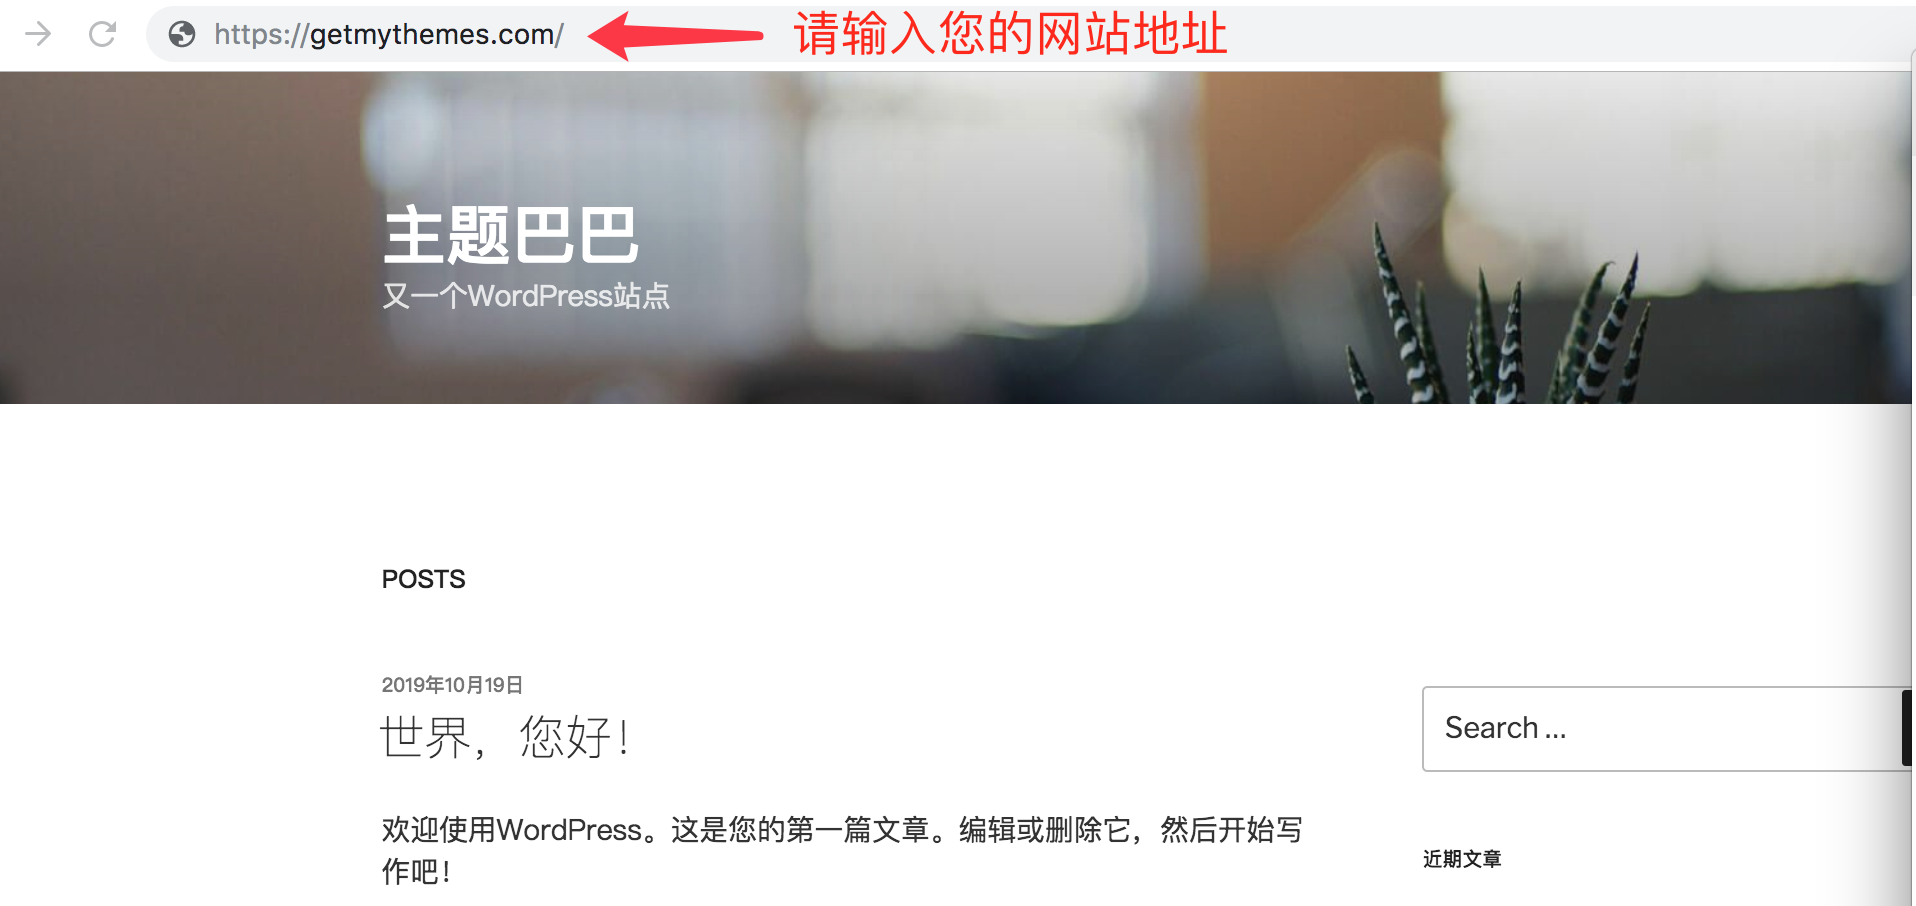 https://getmythemes.com/
请输入您的网站地址
主题巴巴
又一个WordPress站点
POSTS
2019年10月19日
世界，您好！
Search ...
欢迎使用WordPress。这是您的第一篇文章。编辑或删除它，然后开始写
作吧！
近期文章